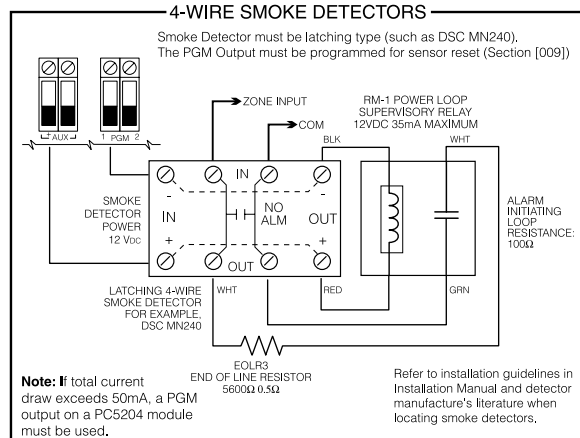 4-WIRE SMOKE DETECTORS
Smoke Detector must be latching type (such as DSC MN240).
The PGM Output must be programmed for sensor reset (Section [009])
+ AUX -
1 PGM 2
ZONE INPUT
COM
RM-1 POWER LOOP
SUPERVISORY RELAY
12VDC 35mA MAXIMUM
BLK
WHT
SMOKE
DETECTOR
POWER
12 VDC
IN
-
-
IN
NO
ALM
OUT
+
+
OUT
ALARM
INITIATING
LOOP
RESISTANCE:
100Ω
LATCHING 4-WIRE
SMOKE DETECTOR
FOR EXAMPLE,
DSC MN240
WHT
RED
GRN
EOLR3
END OF LINE RESISTOR
5600Ω 0.5Ω
Note: If total current
draw exceeds 50mA, a PGM
output on a PC5204 module
must be used.
Refer to installation guidelines in
Installation Manual and detector
manufacture's literature when
locating smoke detectors.